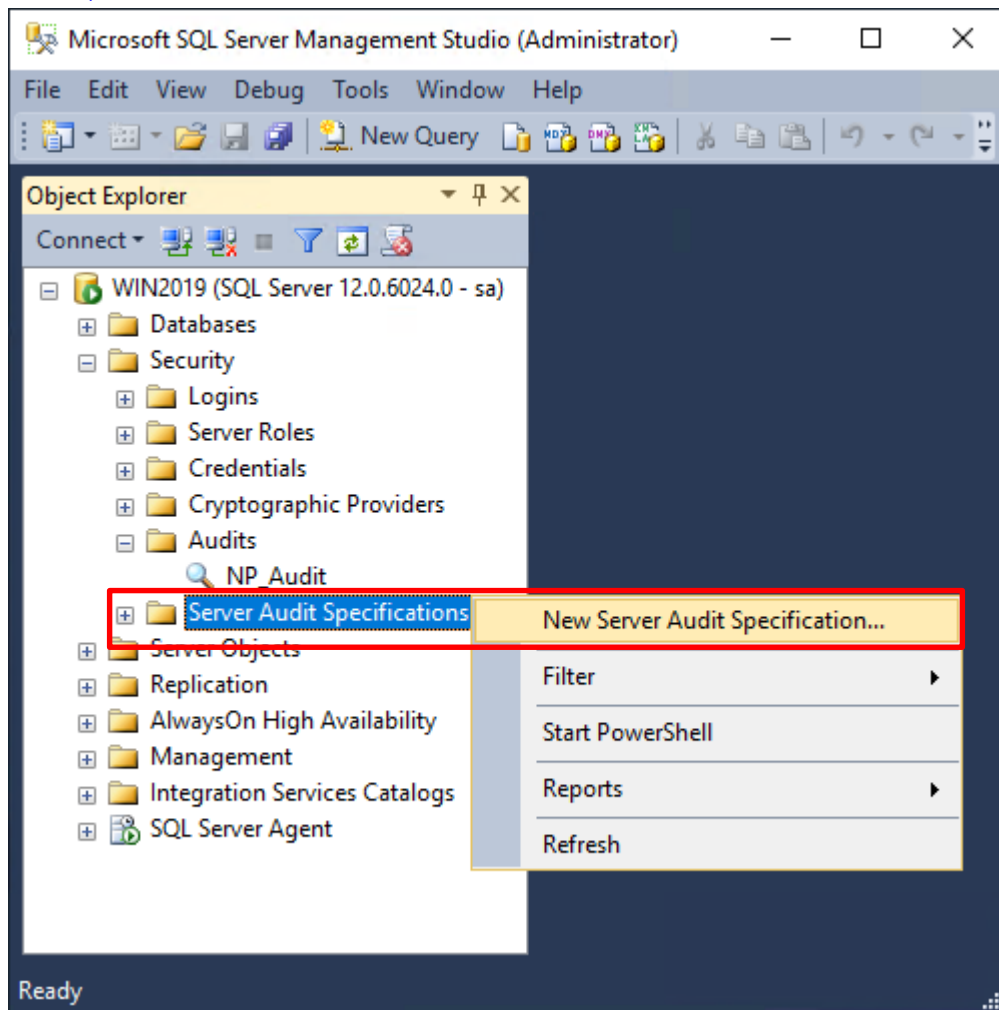 Microsoft SQL Server Management Studio (Administrator)
File Edit View Debug Tools Window Help
New Query
Object Explorer
Connect
WIN2019 (SQL Server 12.0.6024.0 - sa)
Databases
Security
Logins
Server Roles
Credentials
Cryptographic Providers
Audits
NP_Audit
Server Audit Specifications
Server Objects
Replication
AlwaysOn High Availability
Management
Integration Services Catalogs
SQL Server Agent
New Server Audit Specification...
Filter
Start PowerShell
Reports
Refresh
Ready